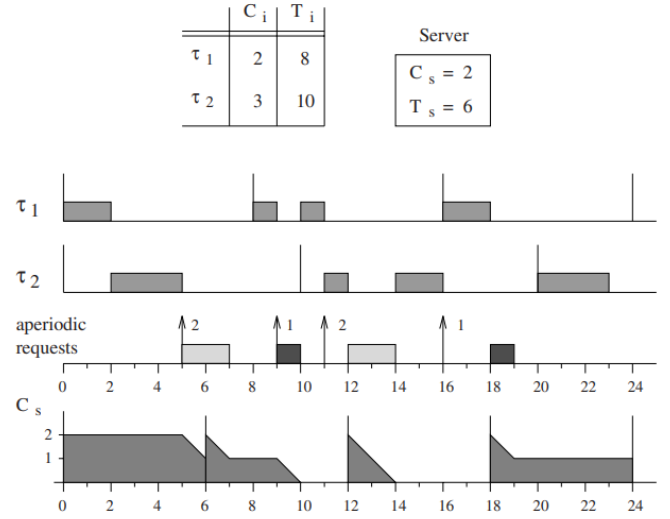 C i T i
Server
τ 1 2 8
C s = 2
τ 2 3 10
T s = 6
τ 1
τ 2
aperiodic
requests
2 1 2 1
0 2 4 6 8 10 12 14 16 18 20 22 24
C s
2
1
0 2 4 6 8 10 12 14 16 18 20 22 24